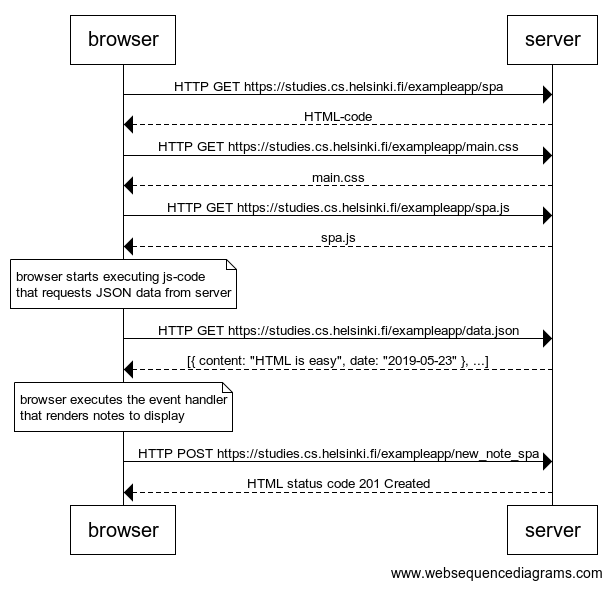 browser server
HTTP GET https://studies.cs.helsinki.fi/exampleapp/spa
HTML-code
HTTP GET https://studies.cs.helsinki.fi/exampleapp/main.css
main.css
HTTP GET https://studies.cs.helsinki.fi/exampleapp/spa.js
spa.js
browser starts executing js-code
that requests JSON data from server
HTTP GET https://studies.cs.helsinki.fi/exampleapp/data.json
[{ content: "HTML is easy", date: "2019-05-23" }, ...]
browser executes the event handler
that renders notes to display
HTTP POST https://studies.cs.helsinki.fi/exampleapp/new_note_spa
HTML status code 201 Created
browser server
www.websequencediagrams.com